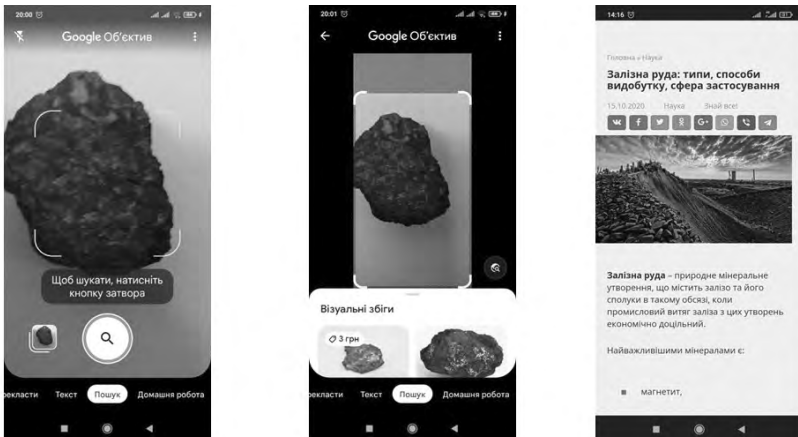 20:00
Google Об'єктив
Щоб шукати, натисніть
кнопку затвора
рекласти Текст Пошук Домашня робота
20:01
Google Об'єктив
Візуальні збіги
3 грн
рекласти Текст Пошук Домашня робота
14:16
Головна » Наука
Залізна руда: типи, способи
видобутку, сфера застосування
15.10.2020 Наука Знай все!
G+
Залізна руда – природне мінеральне
утворення, що містить залізо та його
сполуки в такому обсязі, коли
промисловий витяг заліза з цих утворень
економічно доцільний.
Найважливішими мінералами є:
магнетит,